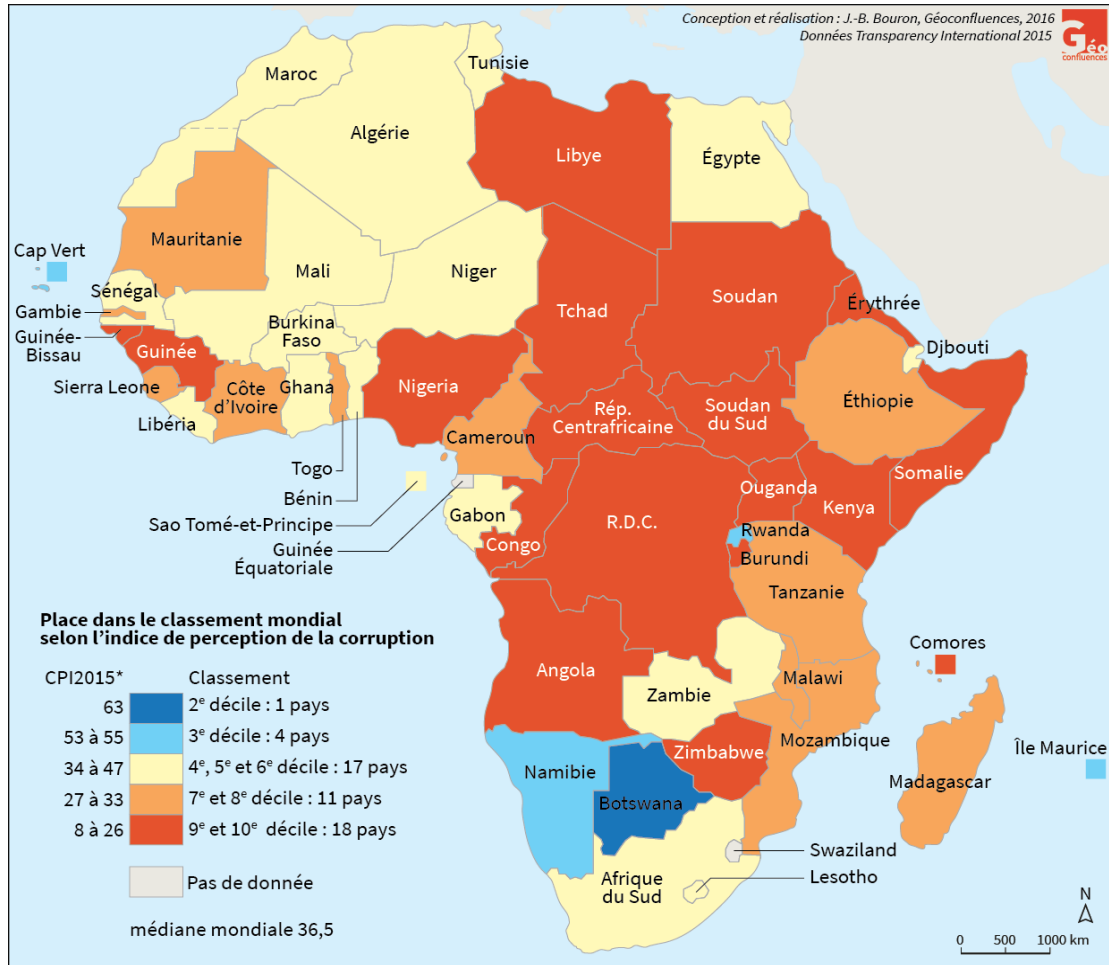 Conception et réalisation : J.-B. Bouron, Géoconfluences, 2016
Données Transparency International 2015
Géo
confluences
Tunisie
Maroc
Algérie
Libye
Égypte
Mauritanie
Cap Vert
Mali
Niger
Sénégal
Tchad
Soudan
Érythrée
Gambie
Burkina
Faso
Guinée-
Bissau
Djibouti
Guinée
Nigeria
Sierra Leone
Côte
d'Ivoire
Ghana
Rép.
Centrafricaine
Soudan
du Sud
Éthiopie
Libéria
Cameroun
Togo
Somalie
Bénin
Ouganda
Kenya
Sao Tomé-et-Principe
Gabon
R.D.C.
Guinée
Équatoriale
Congo
Rwanda
Burundi
Tanzanie
Comores
Angola
Malawi
Zambie
Mozambique
Zimbabwe
Île Maurice
Namibie
Madagascar
Botswana
Swaziland
Lesotho
Afrique
du Sud
Place dans le classement mondial
selon l'indice de perception de la corruption
CPI2015* Classement
63 2e décile : 1 pays
53 à 55 3e décile : 4 pays
34 à 47 4e, 5e et 6e décile : 17 pays
27 à 33 7e et 8e décile : 11 pays
8 à 26 9e et 10e décile : 18 pays
Pas de donnée
médiane mondiale 36,5
N
0 500 1000 km